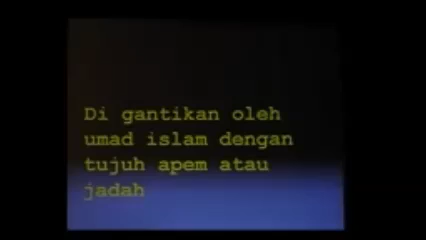 Di gantikan oleh
umad islam dengan
tujuh apem atau
jadah